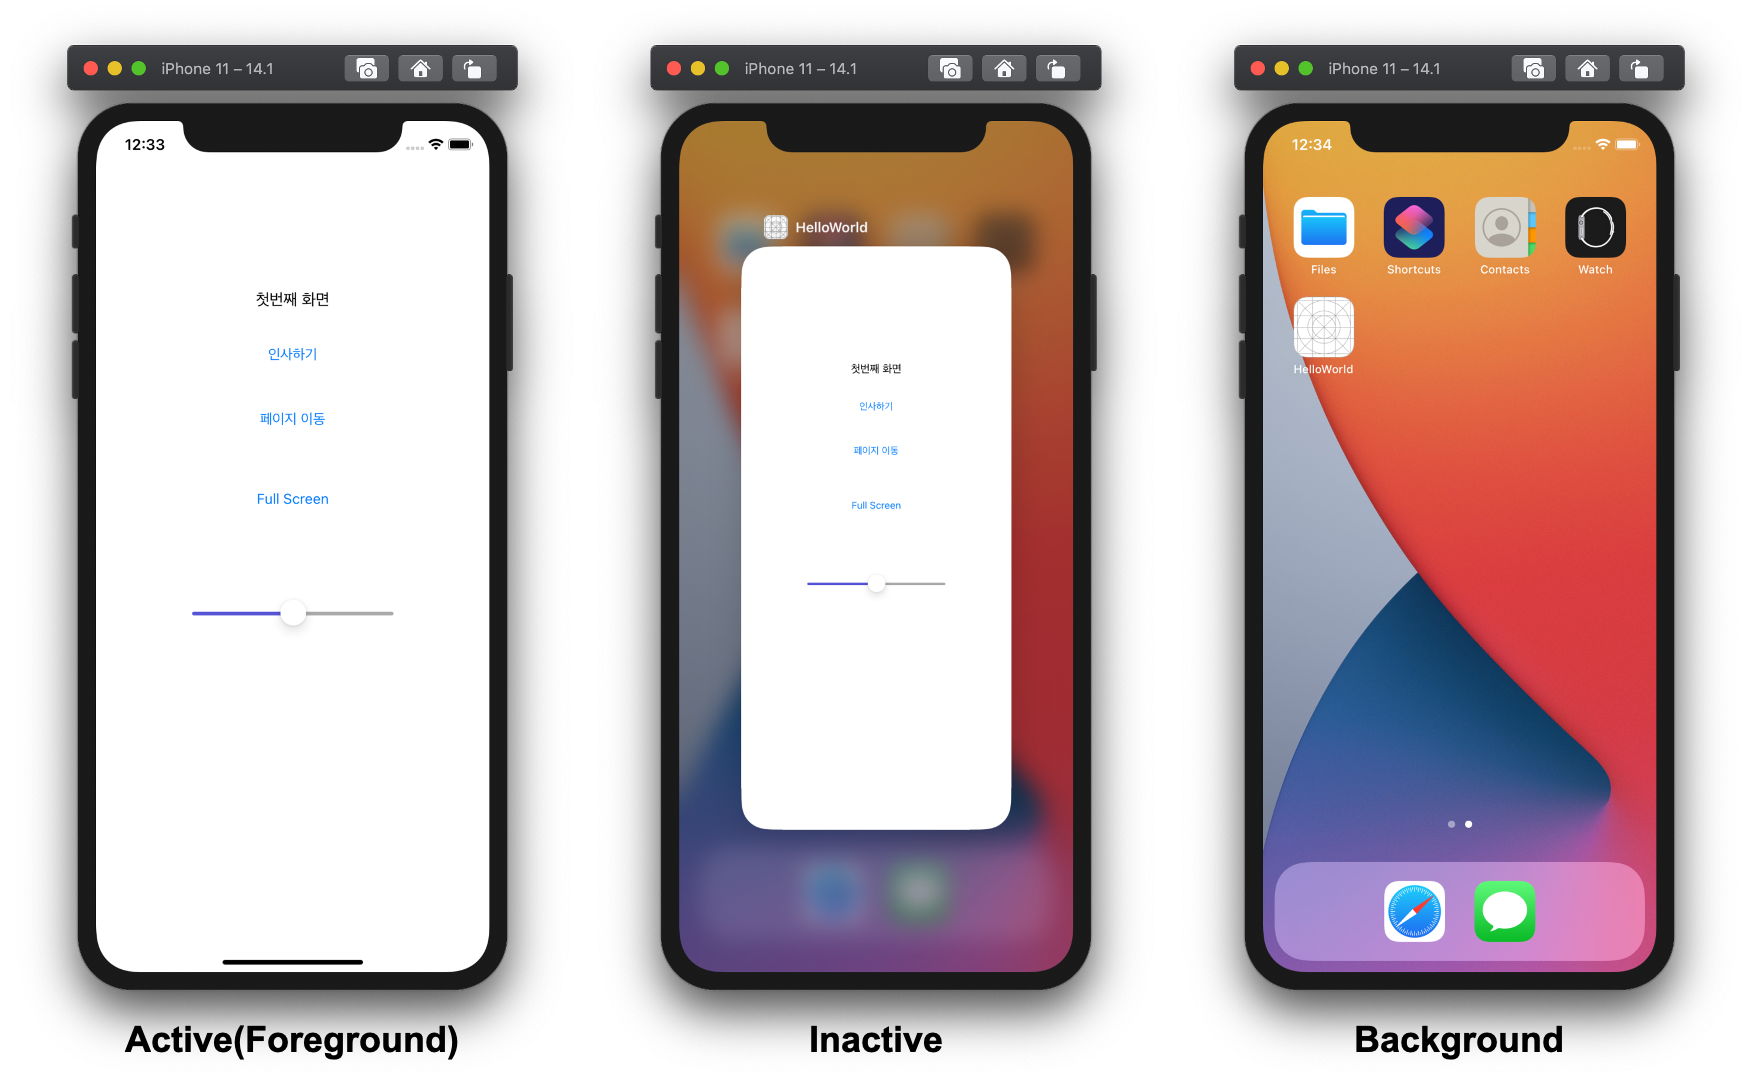 iPhone 11 – 14.1
12:33
첫번째 화면
인사하기
페이지 이동
Full Screen
Active(Foreground)
iPhone 11 – 14.1
HelloWorld
첫번째 화면
인사하기
페이지 이동
Full Screen
Inactive
iPhone 11 – 14.1
12:34
Files
Shortcuts
Contacts
Watch
HelloWorld
Background